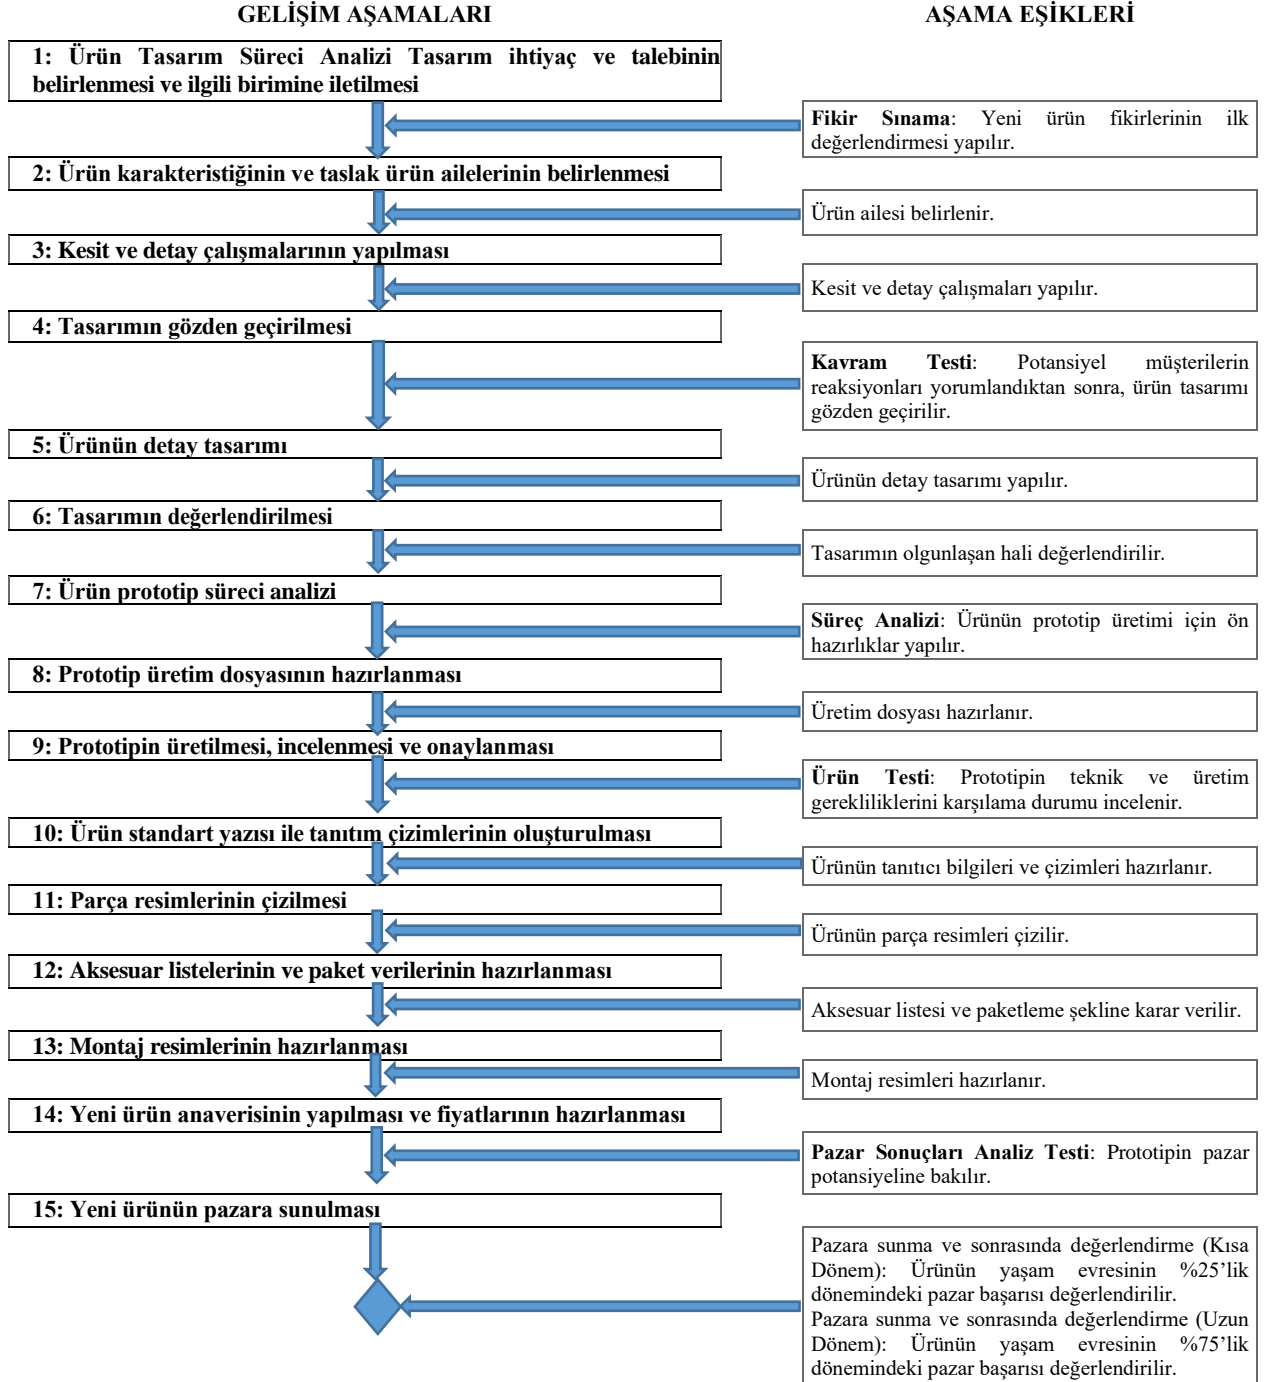 GELİŞİM AŞAMALARI
AŞAMA EŞİKLERİ
1: Ürün Tasarım Süreci Analizi Tasarım ihtiyaç ve talebinin
belirlenmesi ve ilgili birimine iletilmesi
Fikir Sınama: Yeni ürün fikirlerinin ilk
değerlendirmesi yapılır.
2: Ürün karakteristiğinin ve taslak ürün ailelerinin belirlenmesi
Ürün ailesi belirlenir.
3: Kesit ve detay çalışmalarının yapılması
Kesit ve detay çalışmaları yapılır.
4: Tasarımın gözden geçirilmesi
Kavram Testi: Potansiyel müşterilerin
reaksiyonları yorumlandıktan sonra, ürün tasarımı
gözden geçirilir.
5: Ürünün detay tasarımı
Ürünün detay tasarımı yapılır.
6: Tasarımın değerlendirilmesi
Tasarımın olgunlaşan hali değerlendirilir.
7: Ürün prototip süreci analizi
Süreç Analizi: Ürünün prototip üretimi için ön
hazırlıklar yapılır.
8: Prototip üretim dosyasının hazırlanması
Üretim dosyası hazırlanır.
9: Prototipin üretilmesi, incelenmesi ve onaylanması
Ürün Testi: Prototipin teknik ve üretim
gerekliliklerini karşılama durumu incelenir.
10: Ürün standart yazısı ile tanıtım çizimlerinin oluşturulması
Ürünün tanıtıcı bilgileri ve çizimleri hazırlanır.
11: Parça resimlerinin çizilmesi
Ürünün parça resimleri çizilir.
12: Aksesuar listelerinin ve paket verilerinin hazırlanması
Aksesuar listesi ve paketleme şekline karar verilir.
13: Montaj resimlerinin hazırlanması
Montaj resimleri hazırlanır.
14: Yeni ürün anaverisinin yapılması ve fiyatlarının hazırlanması
Pazar Sonuçları Analiz Testi: Prototipin pazar
potansiyeline bakılır.
15: Yeni ürünün pazara sunulması
Pazara sunma ve sonrasında değerlendirme (Kısa
Dönem): Ürünün yaşam evresinin %25’lik
dönemindeki pazar başarısı değerlendirilir.
Pazara sunma ve sonrasında değerlendirme (Uzun
Dönem): Ürünün yaşam evresinin %75’lik
dönemindeki pazar başarısı değerlendirilir.